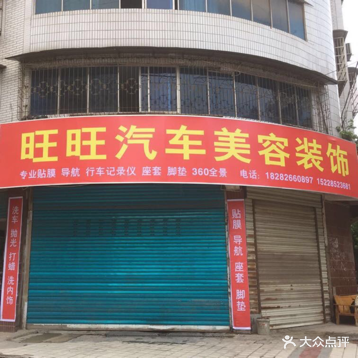 旺旺汽车美容装饰
专业贴膜 导航 行车记录仪 座套 脚垫 360全景 电话: 18282660897
洗车 抛光 打蜡 洗内饰
贴膜 导航 座套 脚垫
大众点评